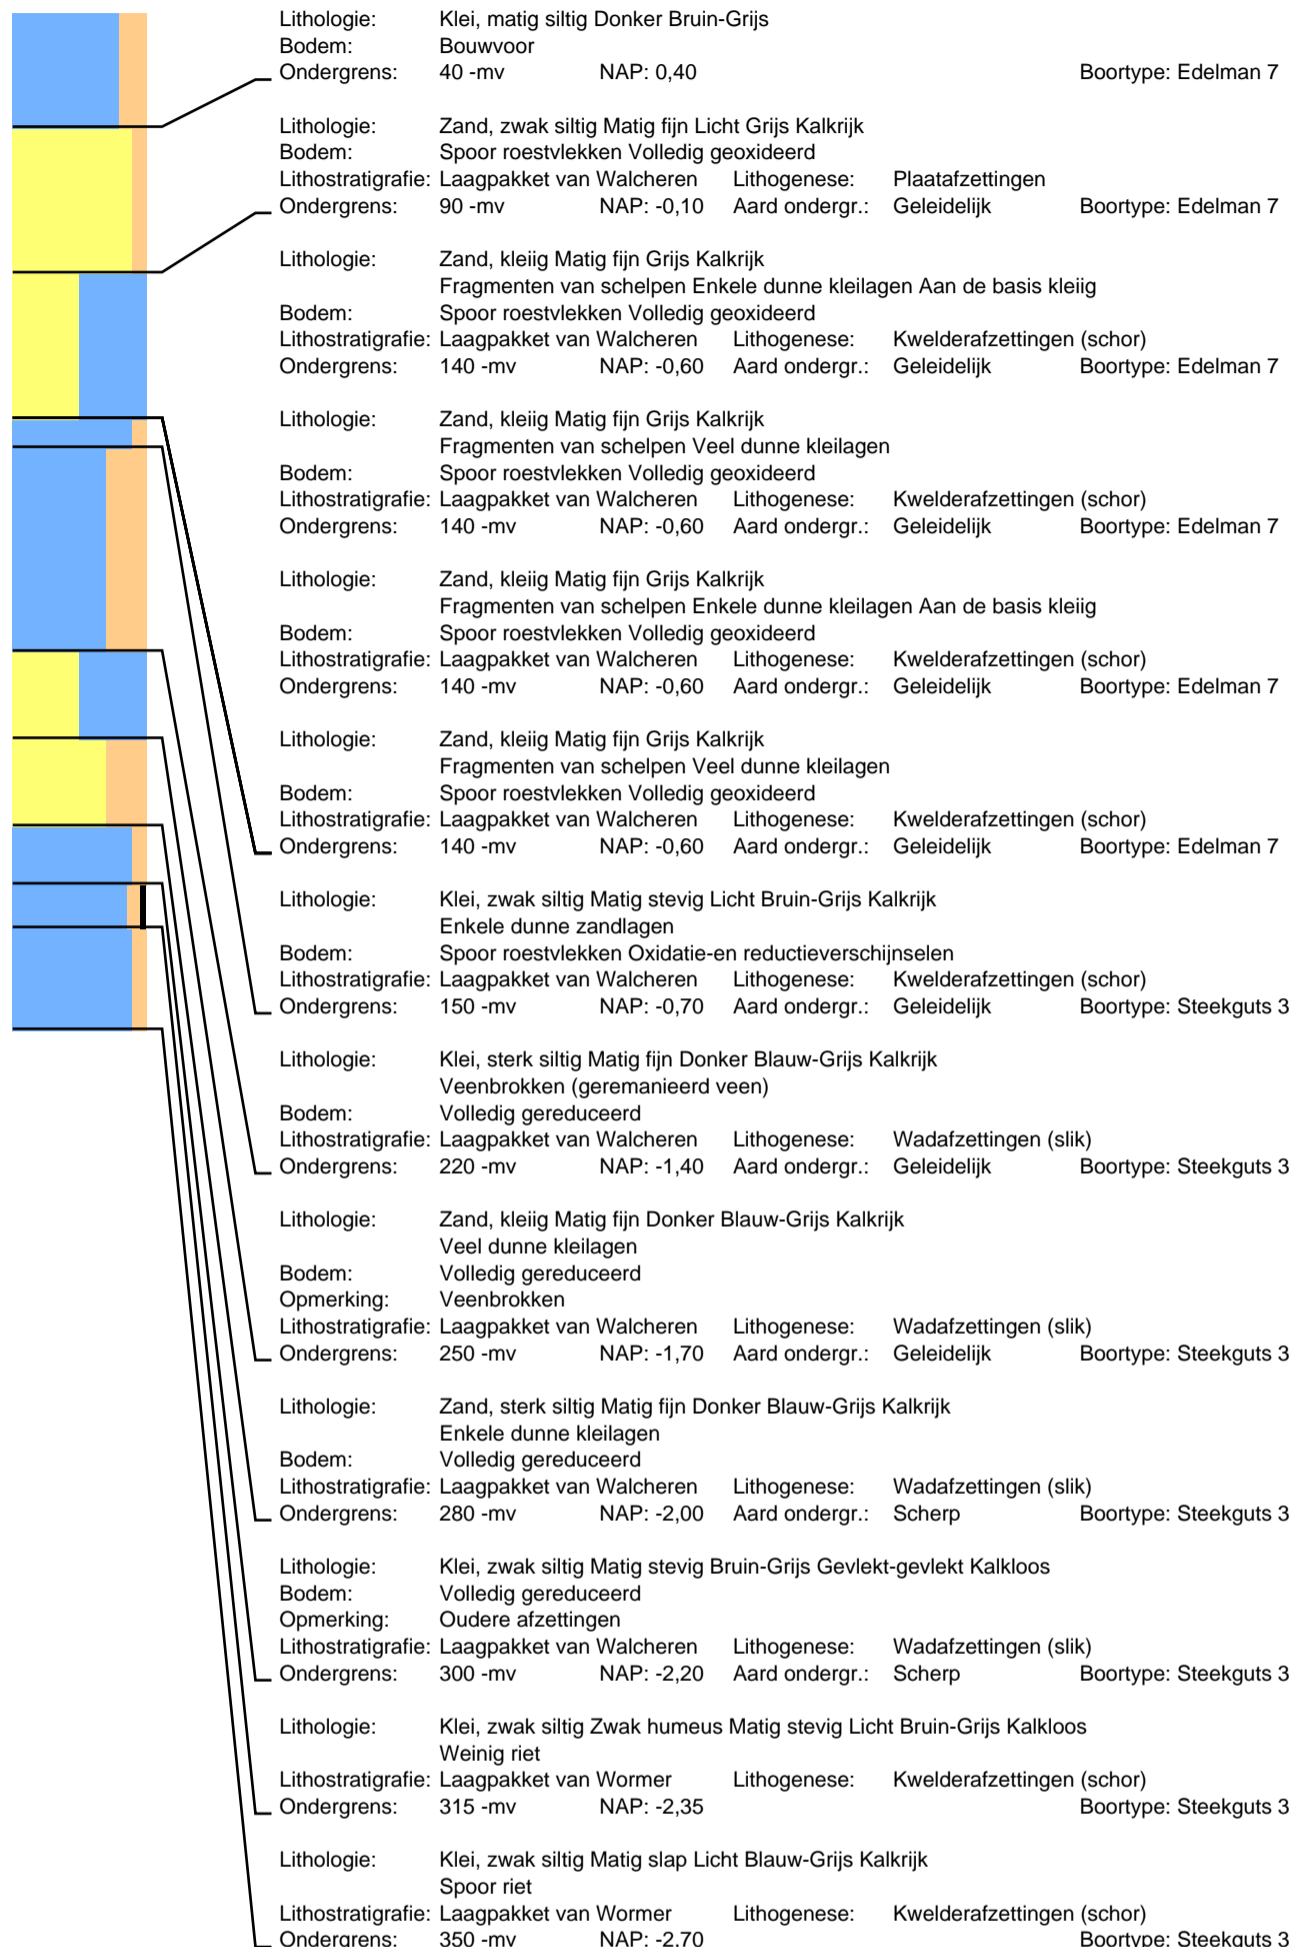 Lithologie: Klei, matig siltig Donker Bruin-Grijs
Bodem: Bouwvoor
Ondergrens: 40 -mv NAP: 0,40 Boortype: Edelman 7
Lithologie: Zand, zwak siltig Matig fijn Licht Grijs Kalkrijk
Bodem: Spoor roestvlekken Volledig geoxideerd
Lithostratigrafie: Laagpakket van Walcheren Lithogenese: Plaatafzettingen
Ondergrens: 90 -mv NAP: -0,10 Aard ondergr.: Geleidelijk Boortype: Edelman 7
Lithologie: Zand, kleiig Matig fijn Grijs Kalkrijk
Fragmenten van schelpen Enkele dunne kleilagen Aan de basis kleiig
Bodem: Spoor roestvlekken Volledig geoxideerd
Lithostratigrafie: Laagpakket van Walcheren Lithogenese: Kwelderafzettingen (schor)
Ondergrens: 140 -mv NAP: -0,60 Aard ondergr.: Geleidelijk Boortype: Edelman 7
Lithologie: Zand, kleiig Matig fijn Grijs Kalkrijk
Fragmenten van schelpen Veel dunne kleilagen
Bodem: Spoor roestvlekken Volledig geoxideerd
Lithostratigrafie: Laagpakket van Walcheren Lithogenese: Kwelderafzettingen (schor)
Ondergrens: 140 -mv NAP: -0,60 Aard ondergr.: Geleidelijk Boortype: Edelman 7
Lithologie: Zand, kleiig Matig fijn Grijs Kalkrijk
Fragmenten van schelpen Enkele dunne kleilagen Aan de basis kleiig
Bodem: Spoor roestvlekken Volledig geoxideerd
Lithostratigrafie: Laagpakket van Walcheren Lithogenese: Kwelderafzettingen (schor)
Ondergrens: 140 -mv NAP: -0,60 Aard ondergr.: Geleidelijk Boortype: Edelman 7
Lithologie: Zand, kleiig Matig fijn Grijs Kalkrijk
Fragmenten van schelpen Veel dunne kleilagen
Bodem: Spoor roestvlekken Volledig geoxideerd
Lithostratigrafie: Laagpakket van Walcheren Lithogenese: Kwelderafzettingen (schor)
Ondergrens: 140 -mv NAP: -0,60 Aard ondergr.: Geleidelijk Boortype: Edelman 7
Lithologie: Klei, zwak siltig Matig stevig Licht Bruin-Grijs Kalkrijk
Enkele dunne zandlagen
Bodem: Spoor roestvlekken Oxidatie-en reductieverschijnselen
Lithostratigrafie: Laagpakket van Walcheren Lithogenese: Kwelderafzettingen (schor)
Ondergrens: 150 -mv NAP: -0,70 Aard ondergr.: Geleidelijk Boortype: Steekguts 3
Lithologie: Klei, sterk siltig Matig fijn Donker Blauw-Grijs Kalkrijk
Veenbrokken (geremanieerd veen)
Bodem: Volledig gereduceerd
Lithostratigrafie: Laagpakket van Walcheren Lithogenese: Wadafzettingen (slik)
Ondergrens: 220 -mv NAP: -1,40 Aard ondergr.: Geleidelijk Boortype: Steekguts 3
Lithologie: Zand, kleiig Matig fijn Donker Blauw-Grijs Kalkrijk
Veel dunne kleilagen
Bodem: Volledig gereduceerd
Opmerking: Veenbrokken
Lithostratigrafie: Laagpakket van Walcheren Lithogenese: Wadafzettingen (slik)
Ondergrens: 250 -mv NAP: -1,70 Aard ondergr.: Geleidelijk Boortype: Steekguts 3
Lithologie: Zand, sterk siltig Matig fijn Donker Blauw-Grijs Kalkrijk
Enkele dunne kleilagen
Bodem: Volledig gereduceerd
Lithostratigrafie: Laagpakket van Walcheren Lithogenese: Wadafzettingen (slik)
Ondergrens: 280 -mv NAP: -2,00 Aard ondergr.: Scherp Boortype: Steekguts 3
Lithologie: Klei, zwak siltig Matig stevig Bruin-Grijs Gevlekt-gevlekt Kalkloos
Bodem: Volledig gereduceerd
Opmerking: Oudere afzettingen
Lithostratigrafie: Laagpakket van Walcheren Lithogenese: Wadafzettingen (slik)
Ondergrens: 300 -mv NAP: -2,20 Aard ondergr.: Scherp Boortype: Steekguts 3
Lithologie: Klei, zwak siltig Zwak humeus Matig stevig Licht Bruin-Grijs Kalkloos
Weinig riet
Lithostratigrafie: Laagpakket van Wormer Lithogenese: Kwelderafzettingen (schor)
Ondergrens: 315 -mv NAP: -2,35 Boortype: Steekguts 3
Lithologie: Klei, zwak siltig Matig slap Licht Blauw-Grijs Kalkrijk
Spoor riet
Lithostratigrafie: Laagpakket van Wormer Lithogenese: Kwelderafzettingen (schor)
Ondergrens: 350 -mv NAP: -2,70 Boortype: Steekguts 3